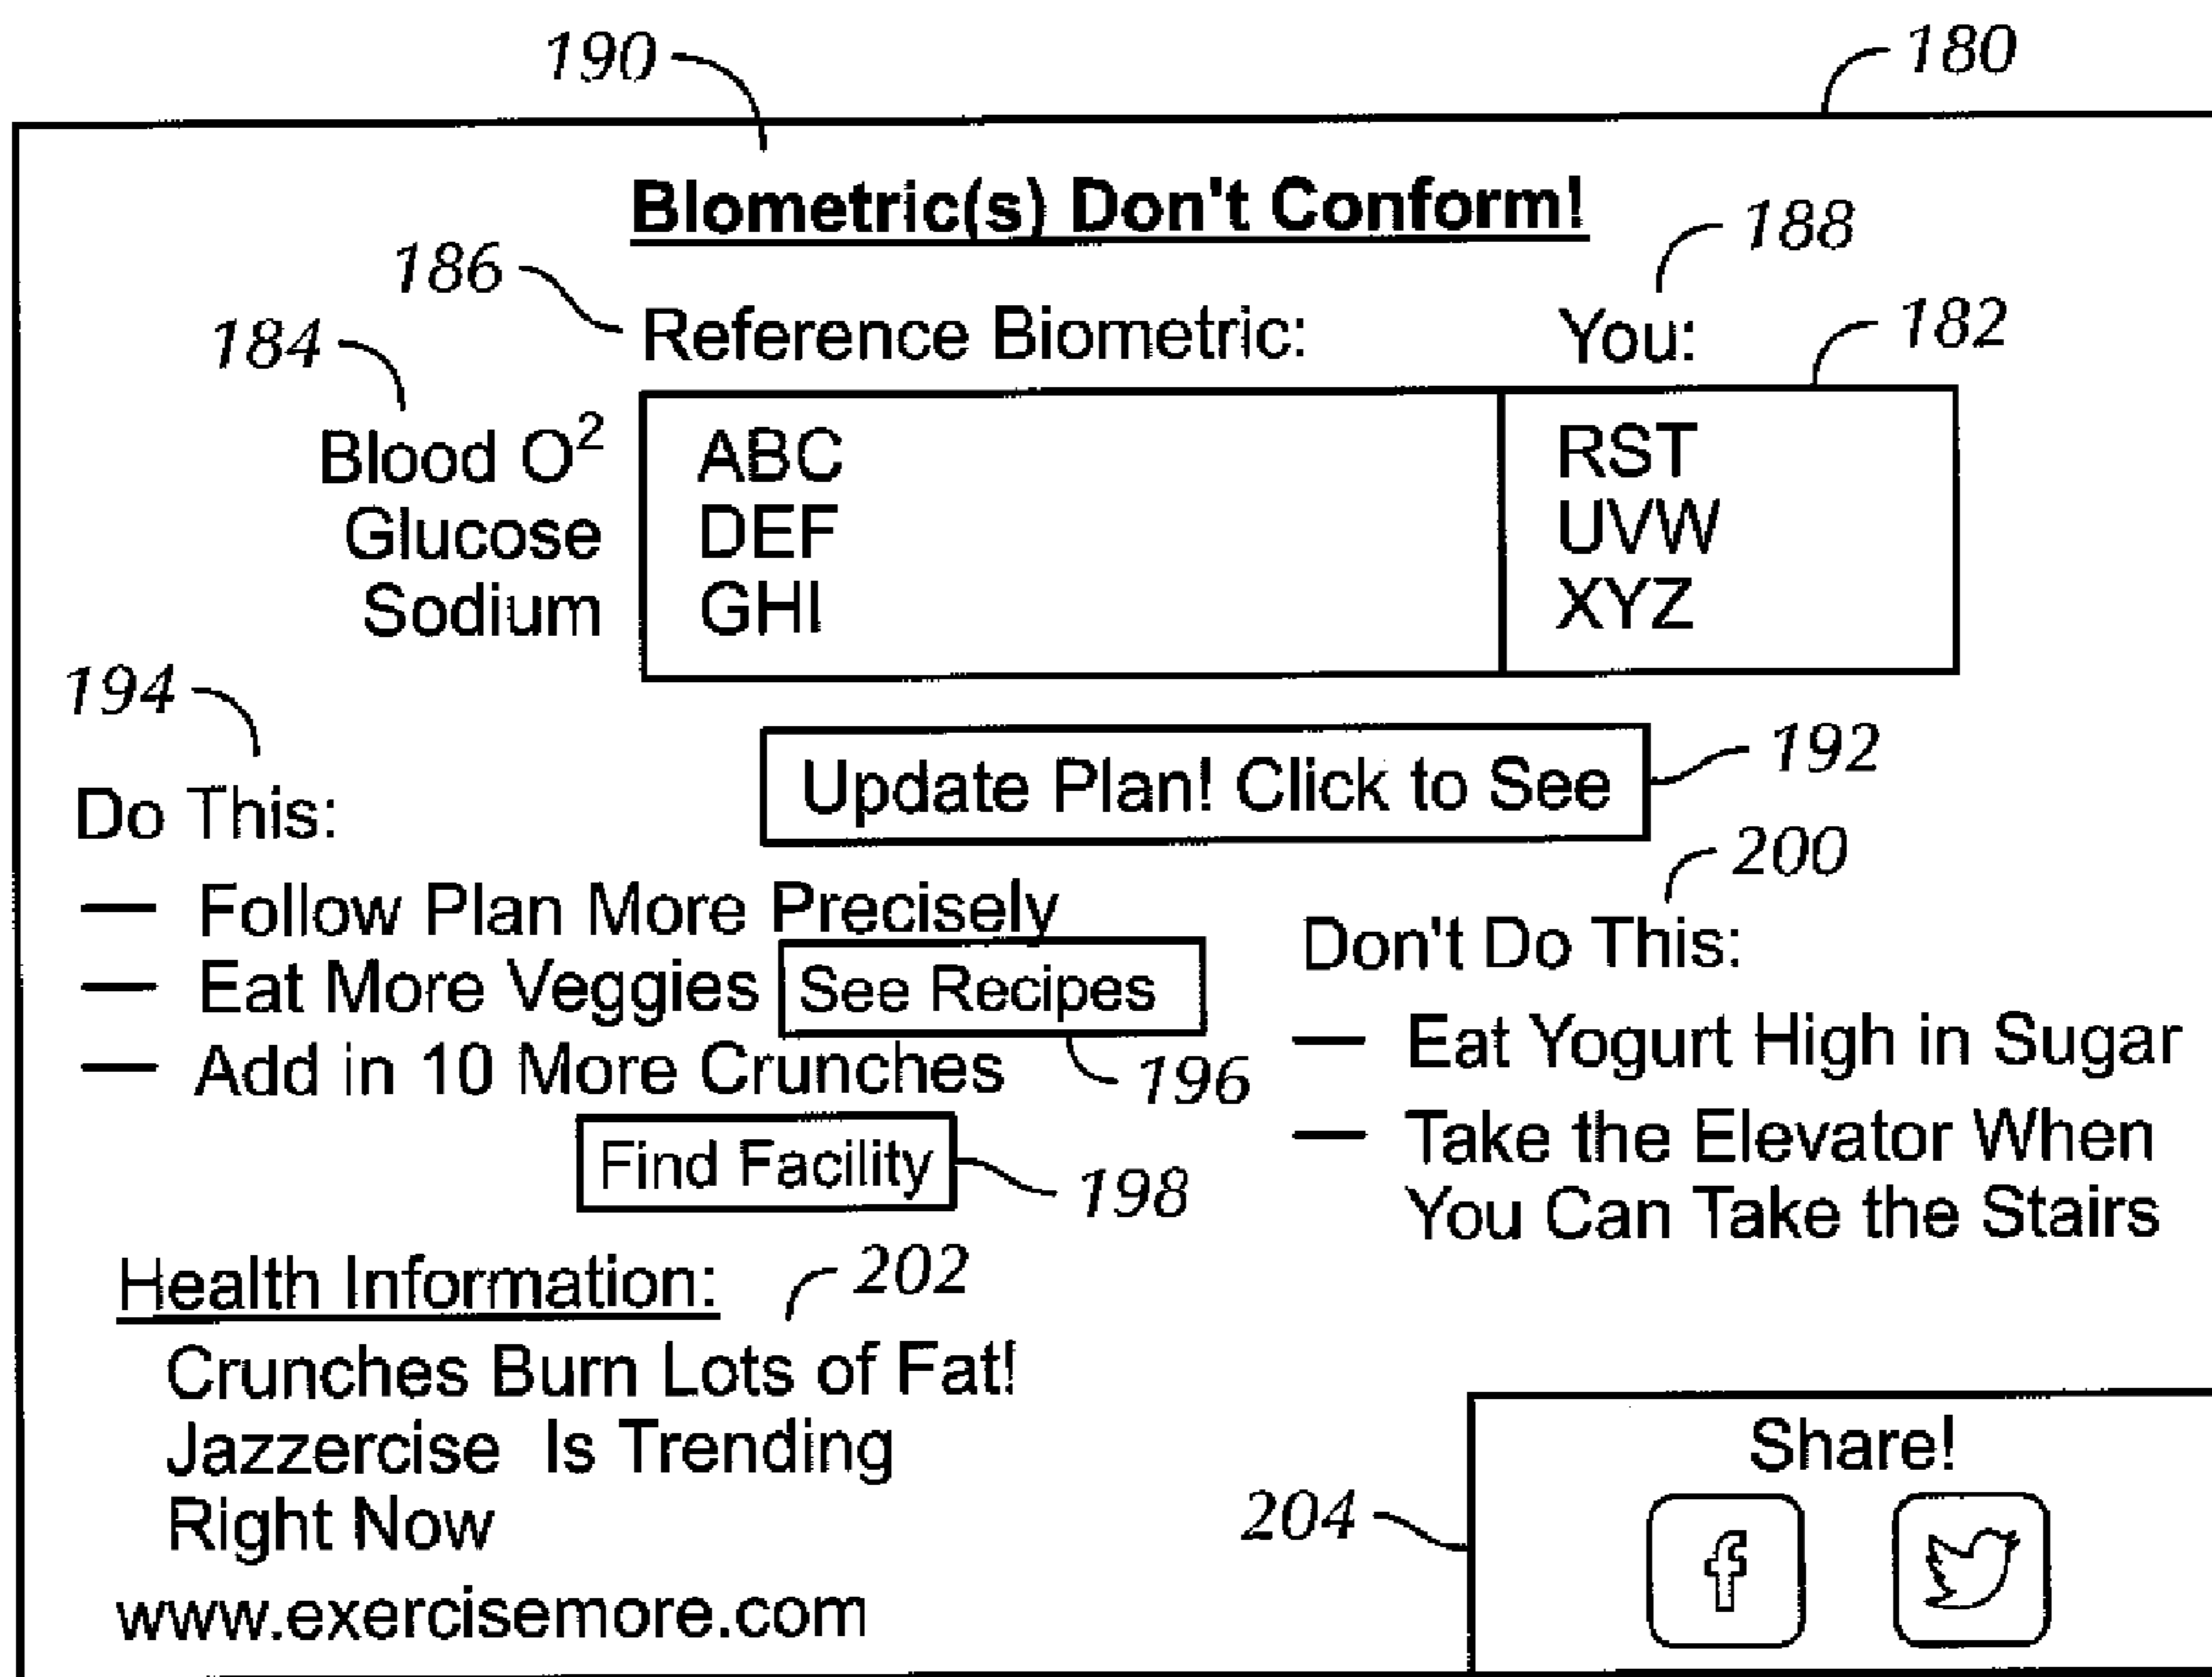 190
180
Biometric(s) Don't Conform!
188
186
Reference Biometric:
You:
182
184
Blood O² ABC RST
Glucose DEF UVW
Sodium GHI XYZ
194
Update Plan! Click to See
192
Do This:
200
— Follow Plan More Precisely
Don't Do This:
— Eat More Veggies See Recipes
— Eat Yogurt High in Sugar
— Add in 10 More Crunches
196
— Take the Elevator When
Find Facility
198
You Can Take the Stairs
Health Information:
202
Crunches Burn Lots of Fat!
Jazzercise Is Trending
Right Now
Share!
204
f
www.exercisemore.com